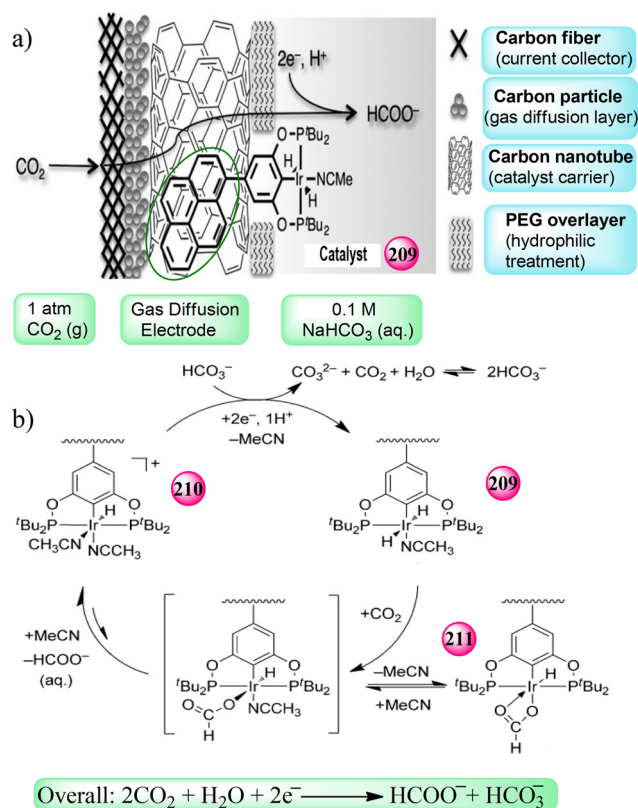 a)
2e⁻, H⁺
HCOO⁻
CO₂
O—PᵗBu₂
H
Ir—NCMe
H
O—PᵗBu₂
Catalyst 209
Carbon fiber
(current collector)
Carbon particle
(gas diffusion layer)
Carbon nanotube
(catalyst carrier)
PEG overlayer
(hydrophilic
treatment)
1 atm
CO₂ (g)
Gas Diffusion
Electrode
0.1 M
NaHCO₃ (aq.)
b)
HCO₃⁻
CO₃²⁻ + CO₂ + H₂O ⇌ 2HCO₃⁻
+2e⁻, 1H⁺
–MeCN
+
210
O O
H
ᵗBu₂P—Ir—PᵗBu₂
CH₃CN
NCCH₃
209
O O
H
ᵗBu₂P—Ir—PᵗBu₂
H
NCCH₃
+MeCN
–HCOO⁻
(aq.)
+CO₂
O O
H
ᵗBu₂P—Ir—PᵗBu₂
O O
NCCH₃
C
H
–MeCN
+MeCN
211
O O
H
ᵗBu₂P—Ir—PᵗBu₂
O O
C
H
Overall: 2CO₂ + H₂O + 2e⁻ ⟶ HCOO⁻ + HCO₃⁻